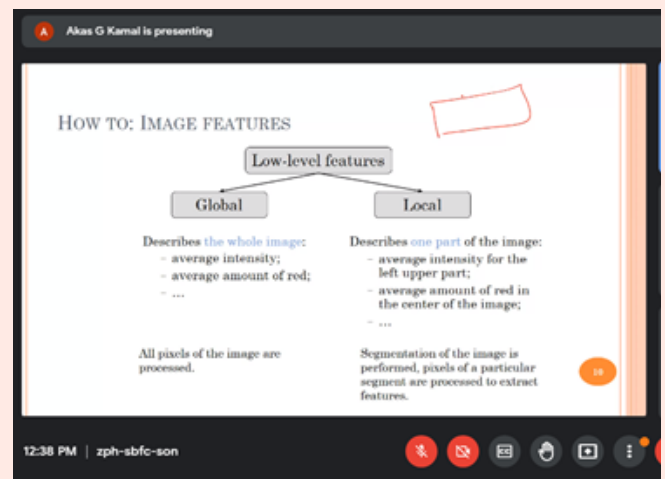 A Akas G Kamal is presenting
HOW TO: IMAGE FEATURES
Low-level features
Global
Describes the whole image:
- average intensity;
- average amount of red;
- ...
All pixels of the image are
processed.
Local
Describes one part of the image:
- average intensity for the
left upper part;
- average amount of red in
the center of the image;
- ...
Segmentation of the image is
performed, pixels of a particular
segment are processed to extract
features.
10
12:38 PM | zph-sbfc-son